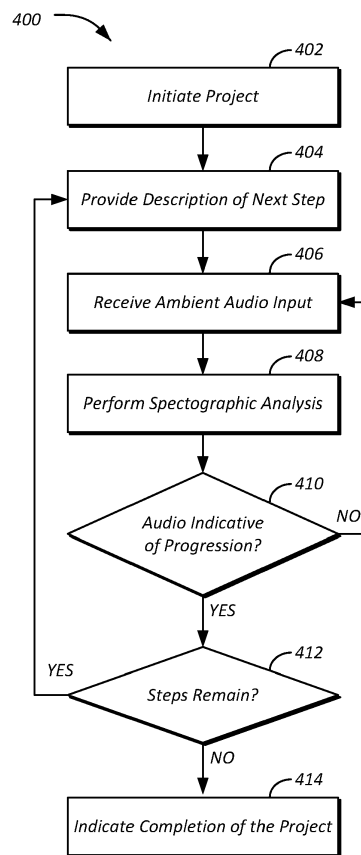 400
402
Initiate Project
404
Provide Description of Next Step
406
Receive Ambient Audio Input
408
Perform Spectographic Analysis
410
Audio Indicative
of Progression?
NO
YES
412
YES
Steps Remain?
NO
414
Indicate Completion of the Project